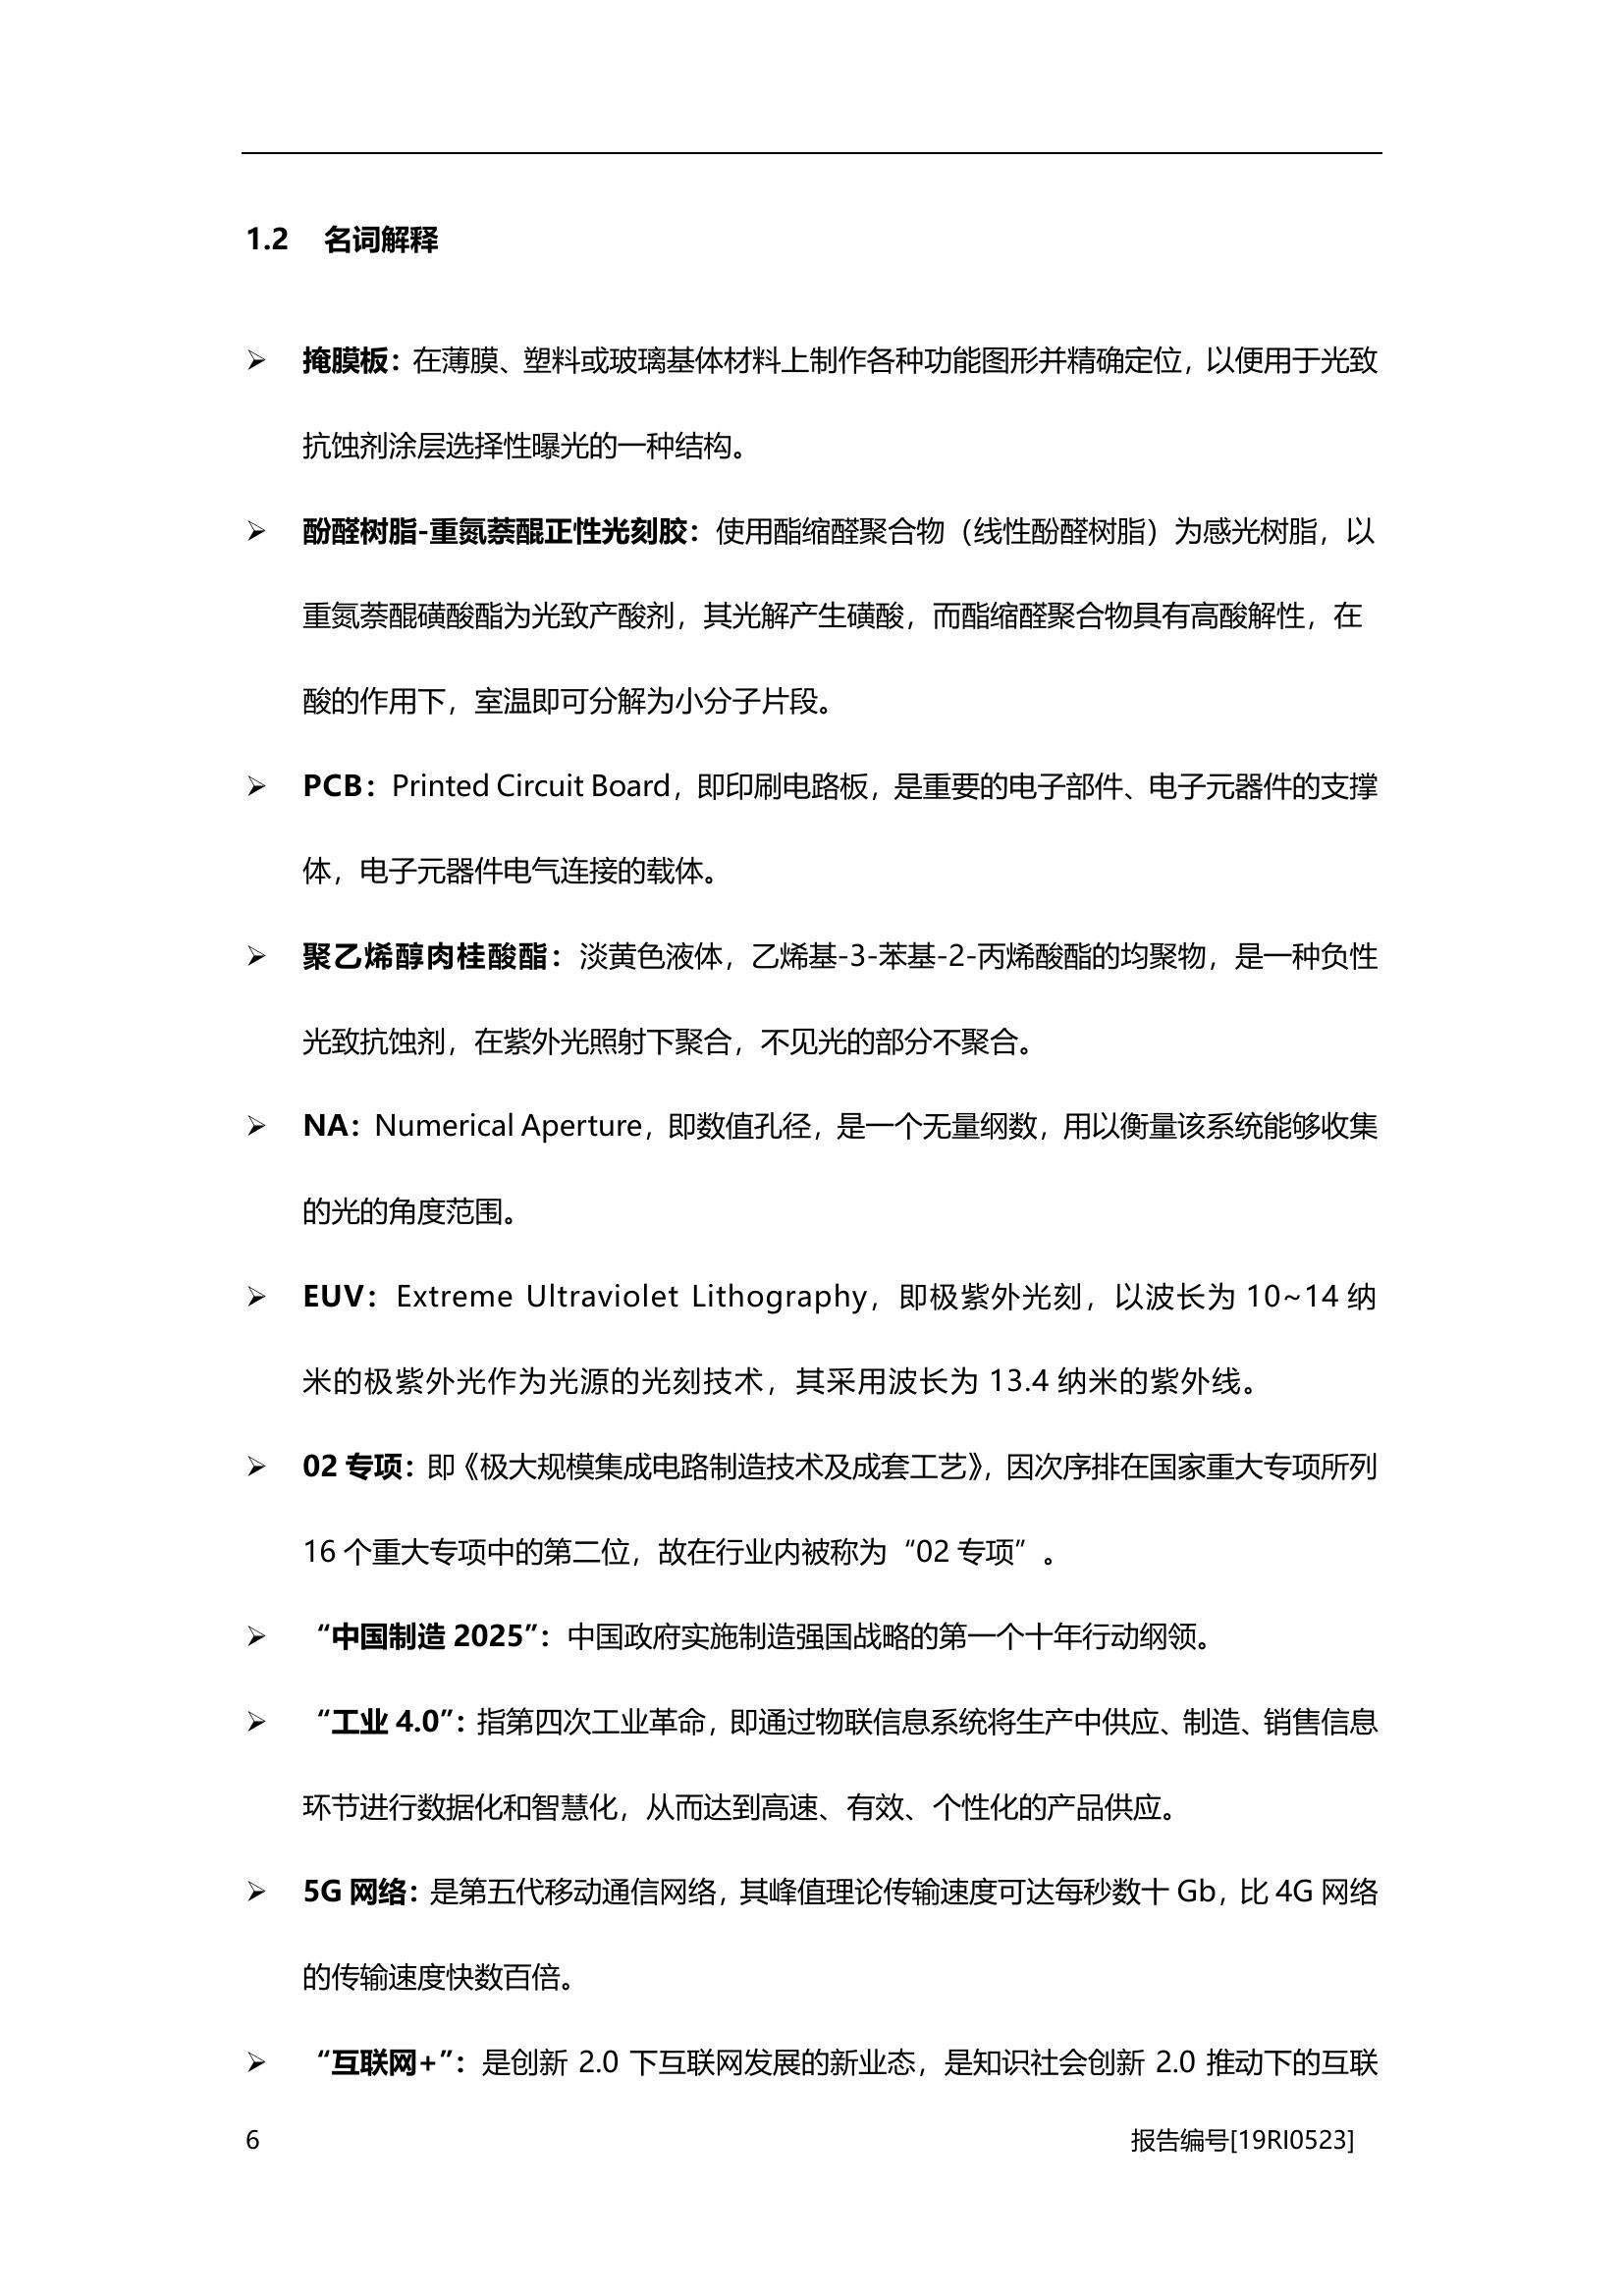 1.2 名词解释
➢ 掩膜板：在薄膜、塑料或玻璃基体材料上制作各种功能图形并精确定位，以便用于光致
抗蚀剂涂层选择性曝光的一种结构。
➢ 酚醛树脂-重氮萘醌正性光刻胶：使用酯缩醛聚合物（线性酚醛树脂）为感光树脂，以
重氮萘醌磺酸酯为光致产酸剂，其光解产生磺酸，而酯缩醛聚合物具有高酸解性，在
酸的作用下，室温即可分解为小分子片段。
➢ PCB：Printed Circuit Board，即印刷电路板，是重要的电子部件、电子元器件的支撑
体，电子元器件电气连接的载体。
➢ 聚乙烯醇肉桂酸酯：淡黄色液体，乙烯基-3-苯基-2-丙烯酸酯的均聚物，是一种负性
光致抗蚀剂，在紫外光照射下聚合，不见光的部分不聚合。
➢ NA：Numerical Aperture，即数值孔径，是一个无量纲数，用以衡量该系统能够收集
的光的角度范围。
➢ EUV：Extreme Ultraviolet Lithography，即极紫外光刻，以波长为 10~14 纳
米的极紫外光作为光源的光刻技术，其采用波长为 13.4 纳米的紫外线。
➢ 02 专项：即《极大规模集成电路制造技术及成套工艺》，因次序排在国家重大专项所列
16 个重大专项中的第二位，故在行业内被称为“02 专项”。
➢ “中国制造 2025”：中国政府实施制造强国战略的第一个十年行动纲领。
➢ “工业 4.0”：指第四次工业革命，即通过物联信息系统将生产中供应、制造、销售信息
环节进行数据化和智慧化，从而达到高速、有效、个性化的产品供应。
➢ 5G 网络：是第五代移动通信网络，其峰值理论传输速度可达每秒数十 Gb，比 4G 网络
的传输速度快数百倍。
➢ “互联网+”：是创新 2.0 下互联网发展的新业态，是知识社会创新 2.0 推动下的互联
6 报告编号[19RI0523]